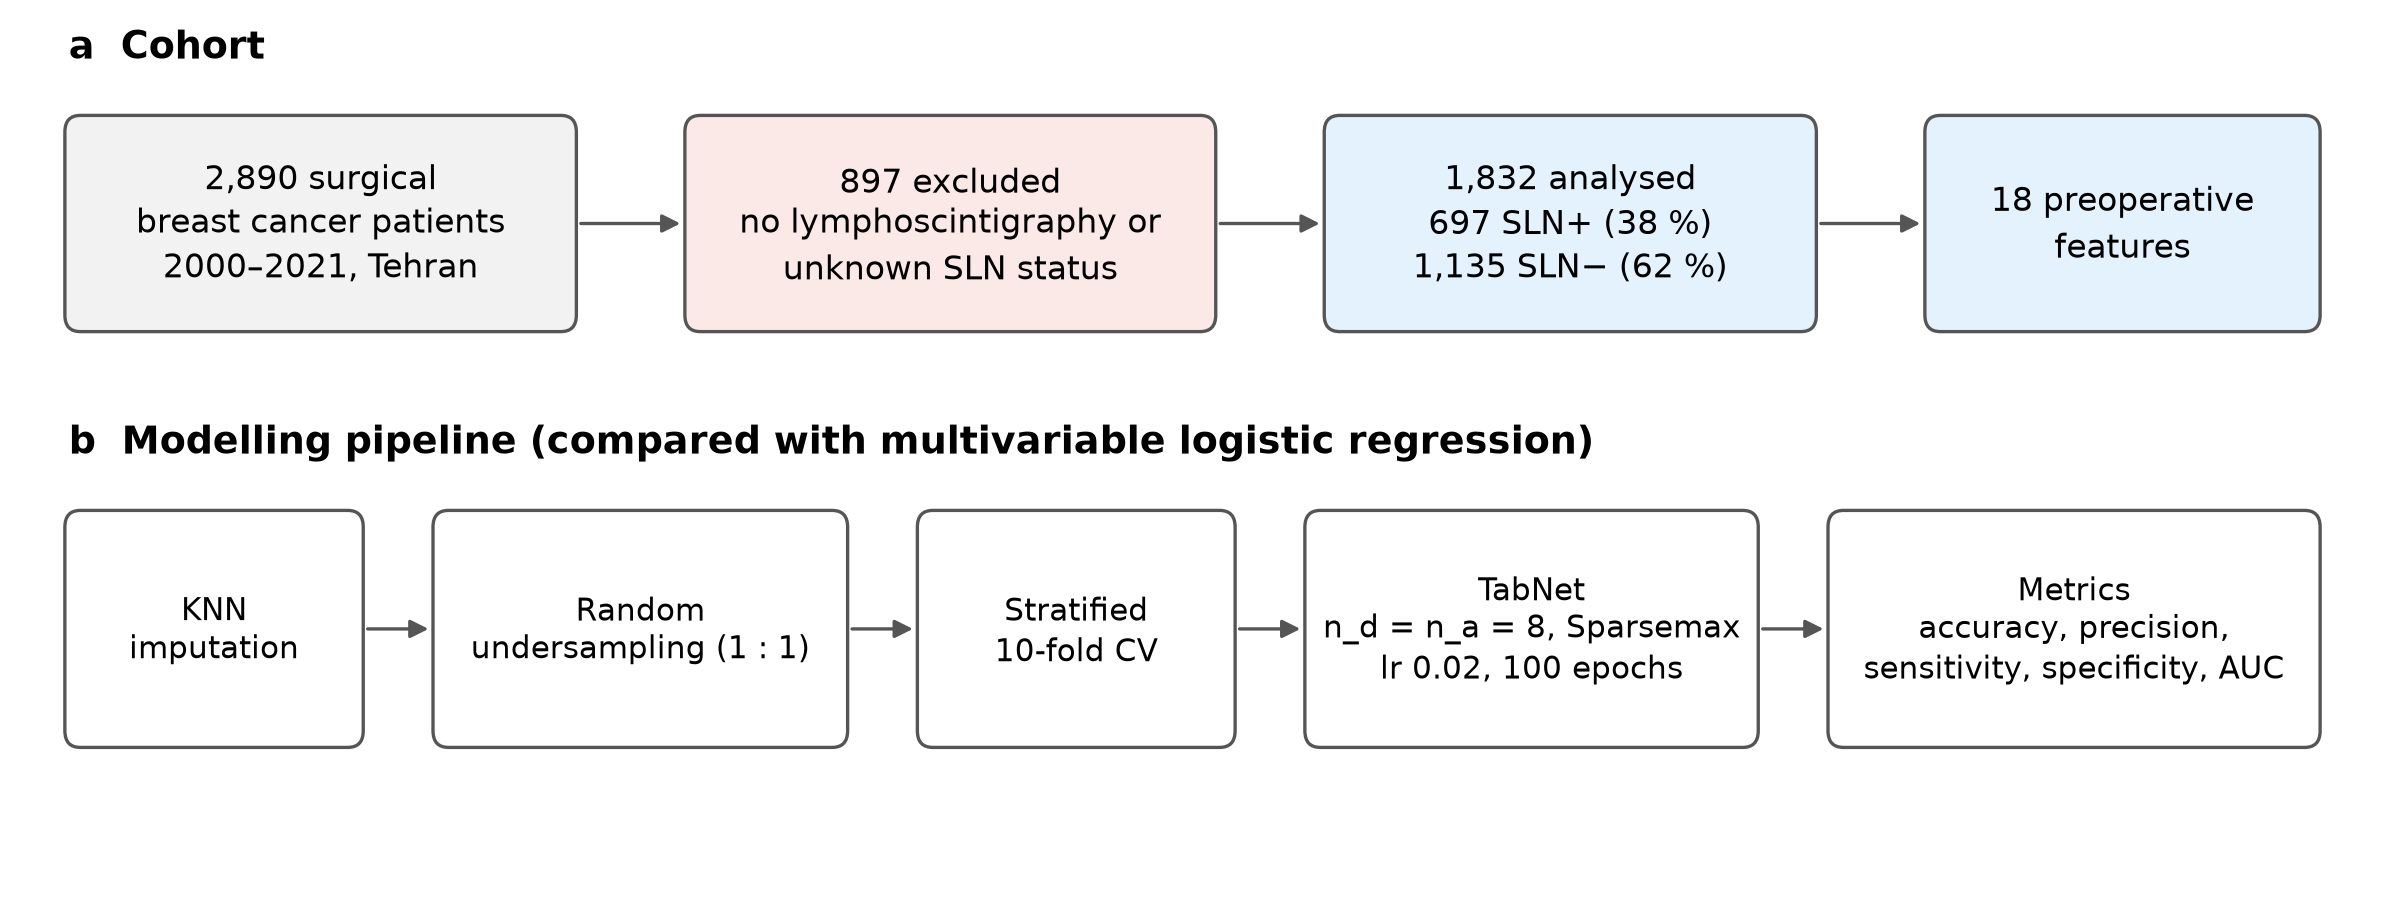 a Cohort
2,890 surgical
breast cancer patients
2000–2021, Tehran
897 excluded
no lymphoscintigraphy or
unknown SLN status
1,832 analysed
697 SLN+ (38 %)
1,135 SLN− (62 %)
18 preoperative
features
b Modelling pipeline (compared with multivariable logistic regression)
KNN
imputation
Random
undersampling (1 : 1)
Stratified
10-fold CV
TabNet
n_d = n_a = 8, Sparsemax
lr 0.02, 100 epochs
Metrics
accuracy, precision,
sensitivity, specificity, AUC